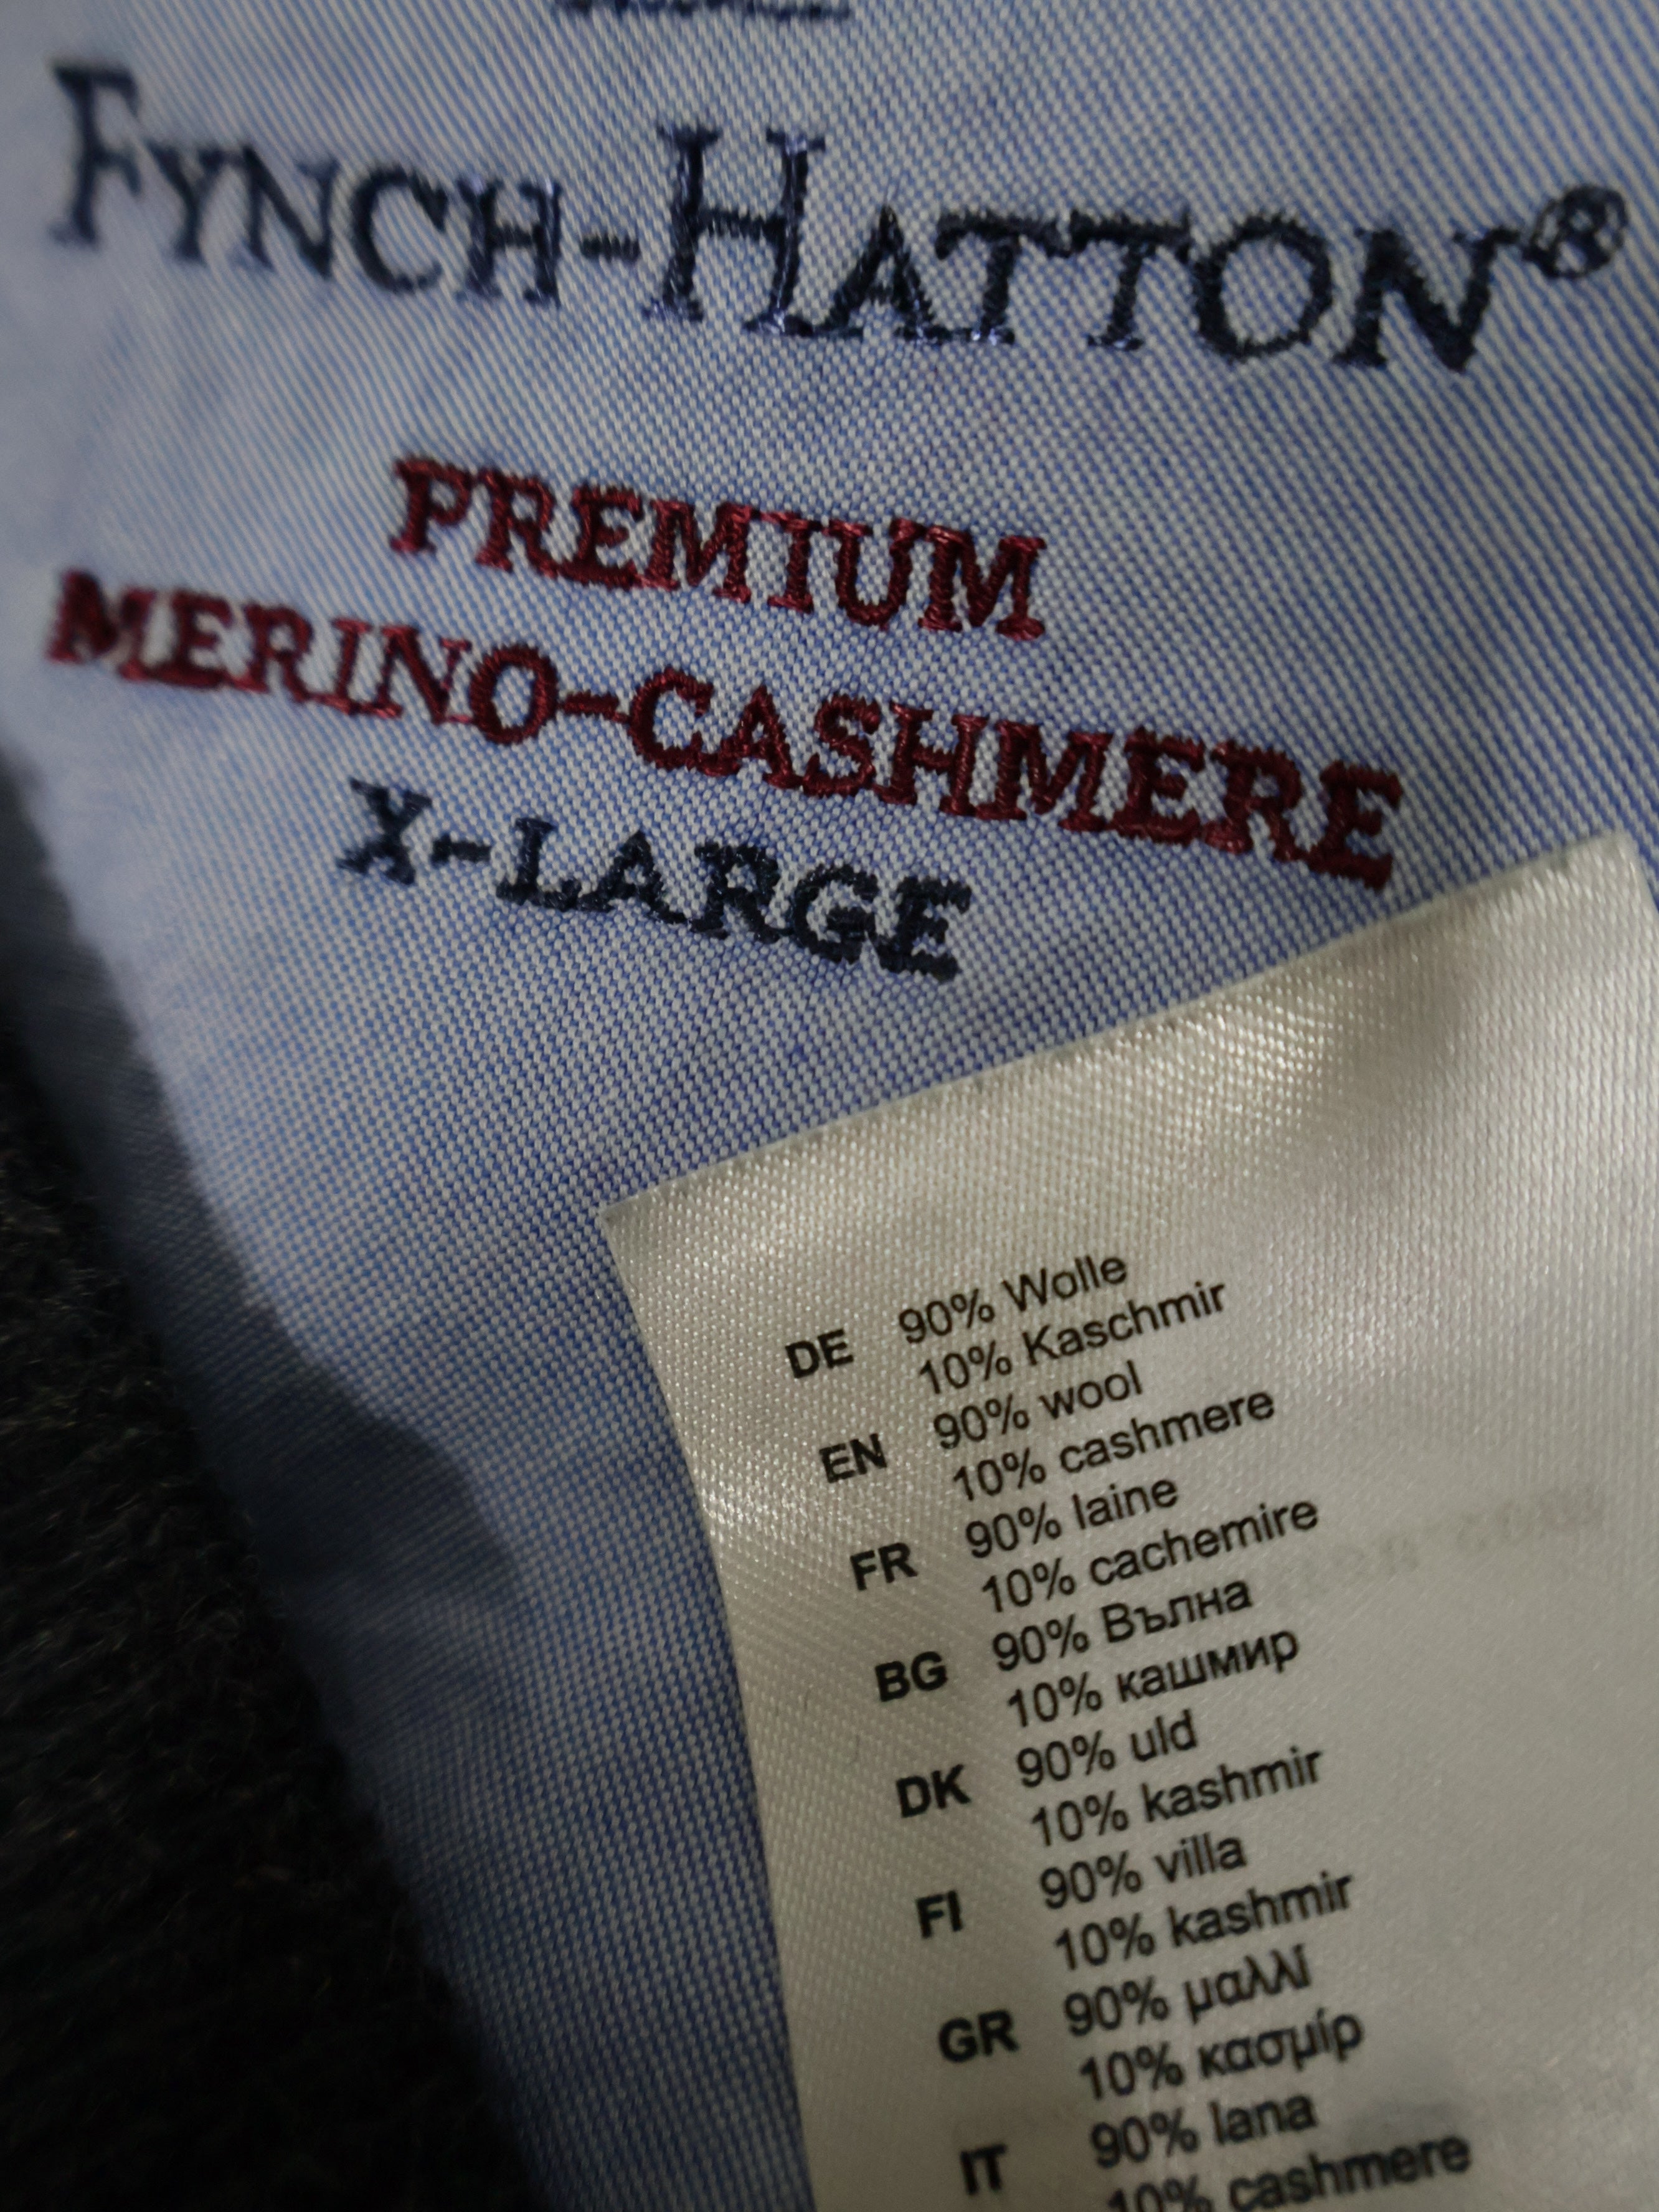 FYNCH-HATTON®
PREMIUM
MERINO-CASHMERE
X-LARGE
DE 90% Wolle
10% Kaschmir
EN 90% wool
10% cashmere
FR 90% laine
10% cachemire
BG 90% Вълна
10% кашмир
DK 90% uld
10% kashmir
FI 90% villa
10% kashmir
GR 90% μαλλί
10% κασμίρ
IT 90% lana
10% cashmere